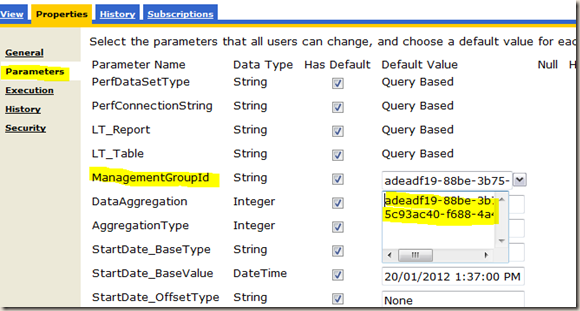 View Properties History Subscriptions
General
Parameters
Execution
History
Security
Select the parameters that all users can change, and choose a default value for eac
Parameter Name Data Type Has Default Default Value Null H
PerfDataSetType String Query Based
PerfConnectionString String Query Based
LT_Report String Query Based
LT_Table String Query Based
ManagementGroupId String adeadf19-88be-3b75-
DataAggregation Integer
adeadf19-88be-3b
5c93ac40-f688-4a4
AggregationType Integer
StartDate_BaseType String
StartDate_BaseValue DateTime 20/01/2012 1:37:00 PM
StartDate_OffsetType String None